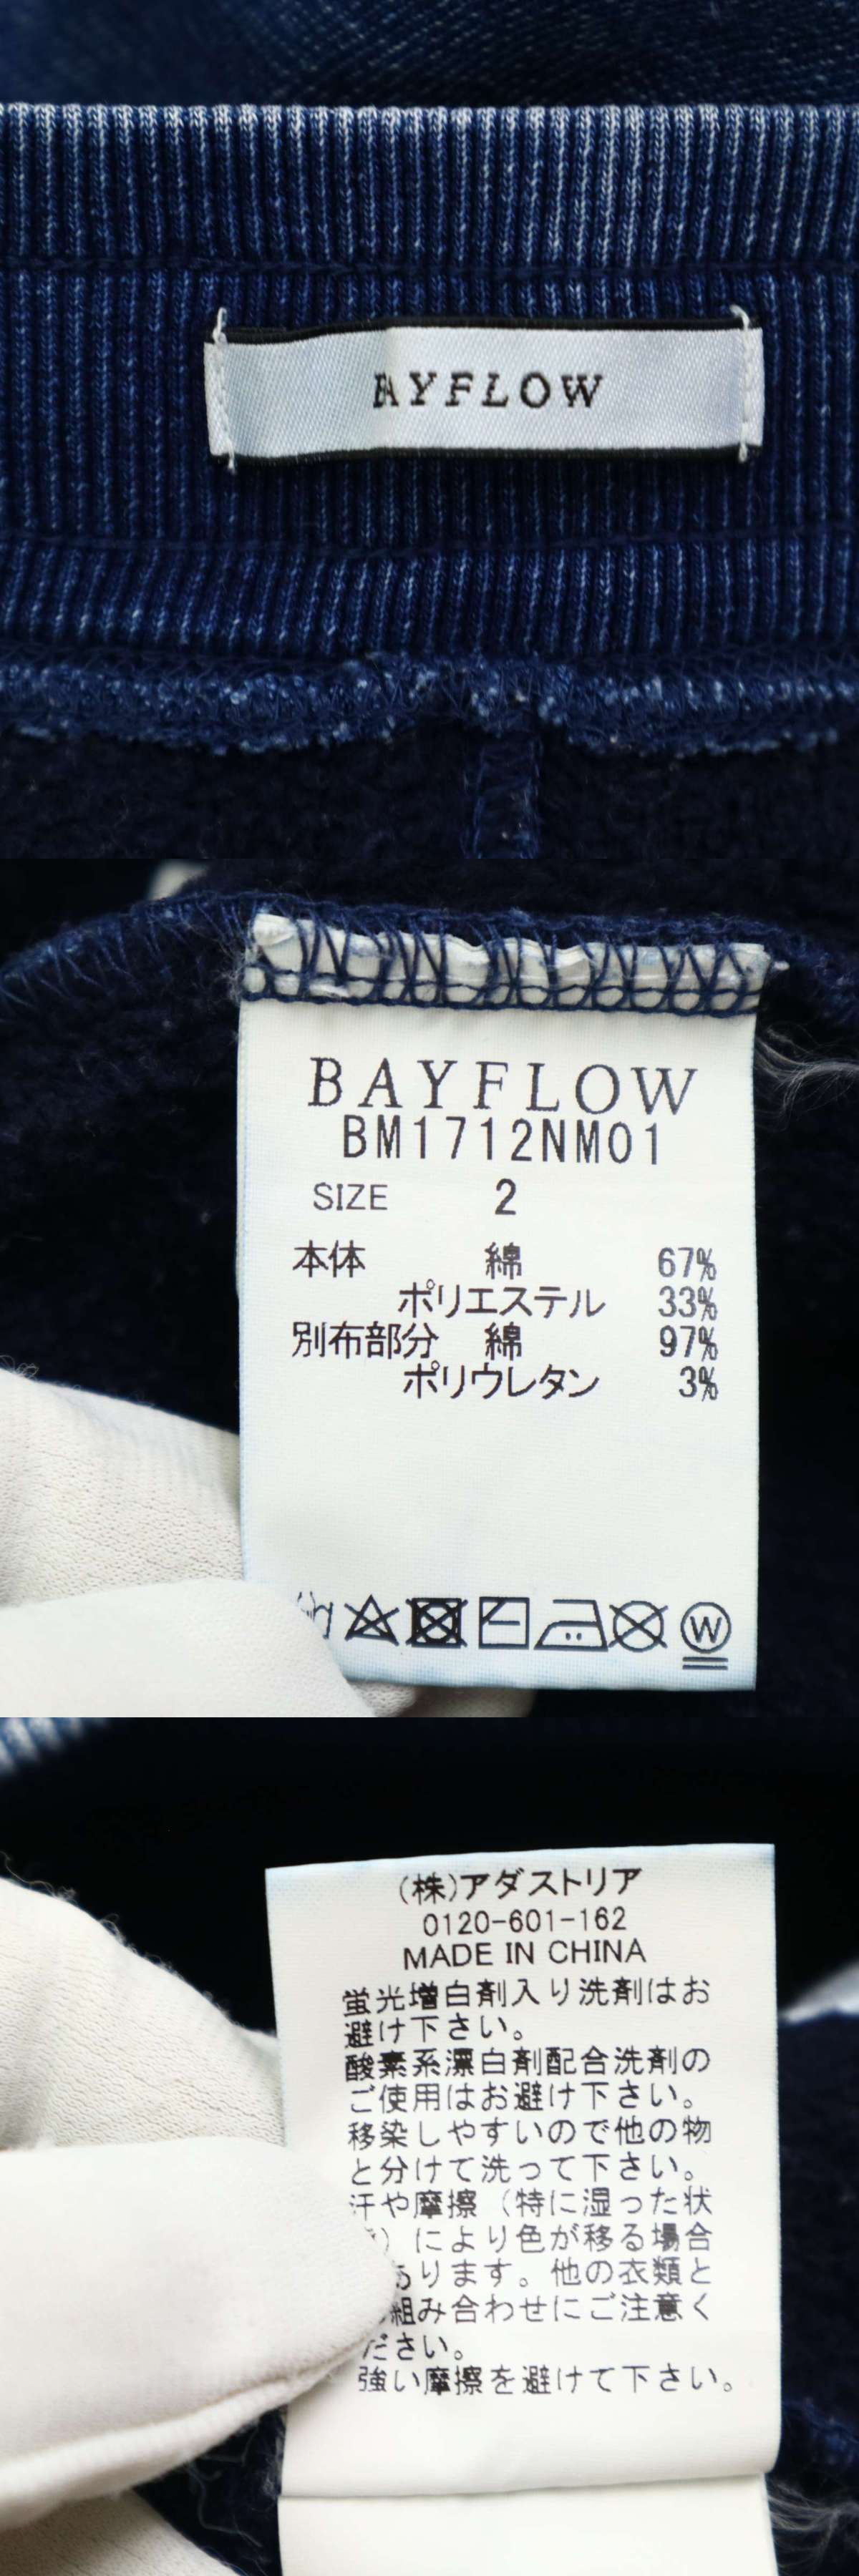 BAYFLOW
BAYFLOW
BM1712NM01
SIZE 2
本体 綿 67%
ポリエステル 33%
別布部分 綿 97%
ポリウレタン 3%
W
(株)アダストリア
0120-601-162
MADE IN CHINA
蛍光増白剤入り洗剤はお
避け下さい。
酸素系漂白剤配合洗剤の
ご使用はお避け下さい。
移染しやすいので他の物
と分けて洗って下さい。
汗や摩擦（特に湿った状
）により色が移る場合
あります。他の衣類と
組み合わせにご注意く
ださい。
強い摩擦を避けて下さい。